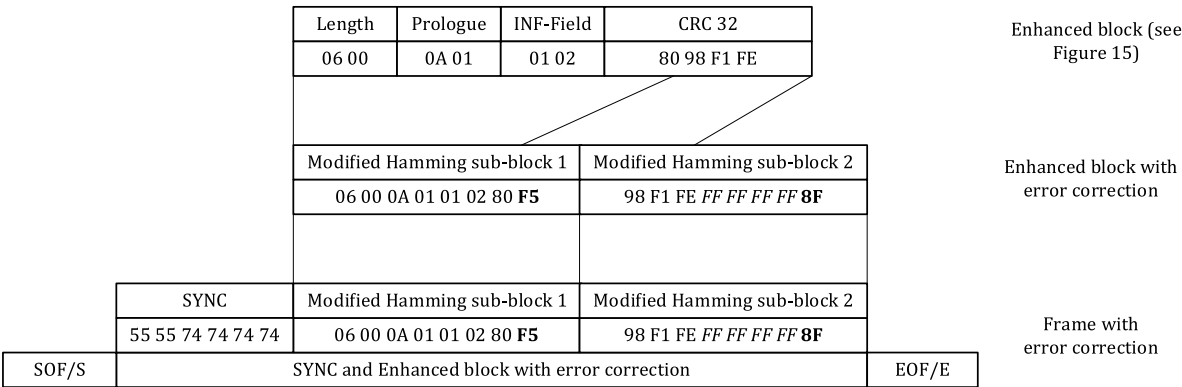 Length Prologue INF-Field CRC 32
06 00 0A 01 01 02 80 98 F1 FE
Enhanced block (see
Figure 15)
Modified Hamming sub-block 1 Modified Hamming sub-block 2
06 00 0A 01 01 02 80 F5 98 F1 FE FF FF FF FF 8F
Enhanced block with
error correction
SYNC Modified Hamming sub-block 1 Modified Hamming sub-block 2
55 55 74 74 74 74 06 00 0A 01 01 02 80 F5 98 F1 FE FF FF FF FF 8F
Frame with
error correction
SOF/S SYNC and Enhanced block with error correction EOF/E